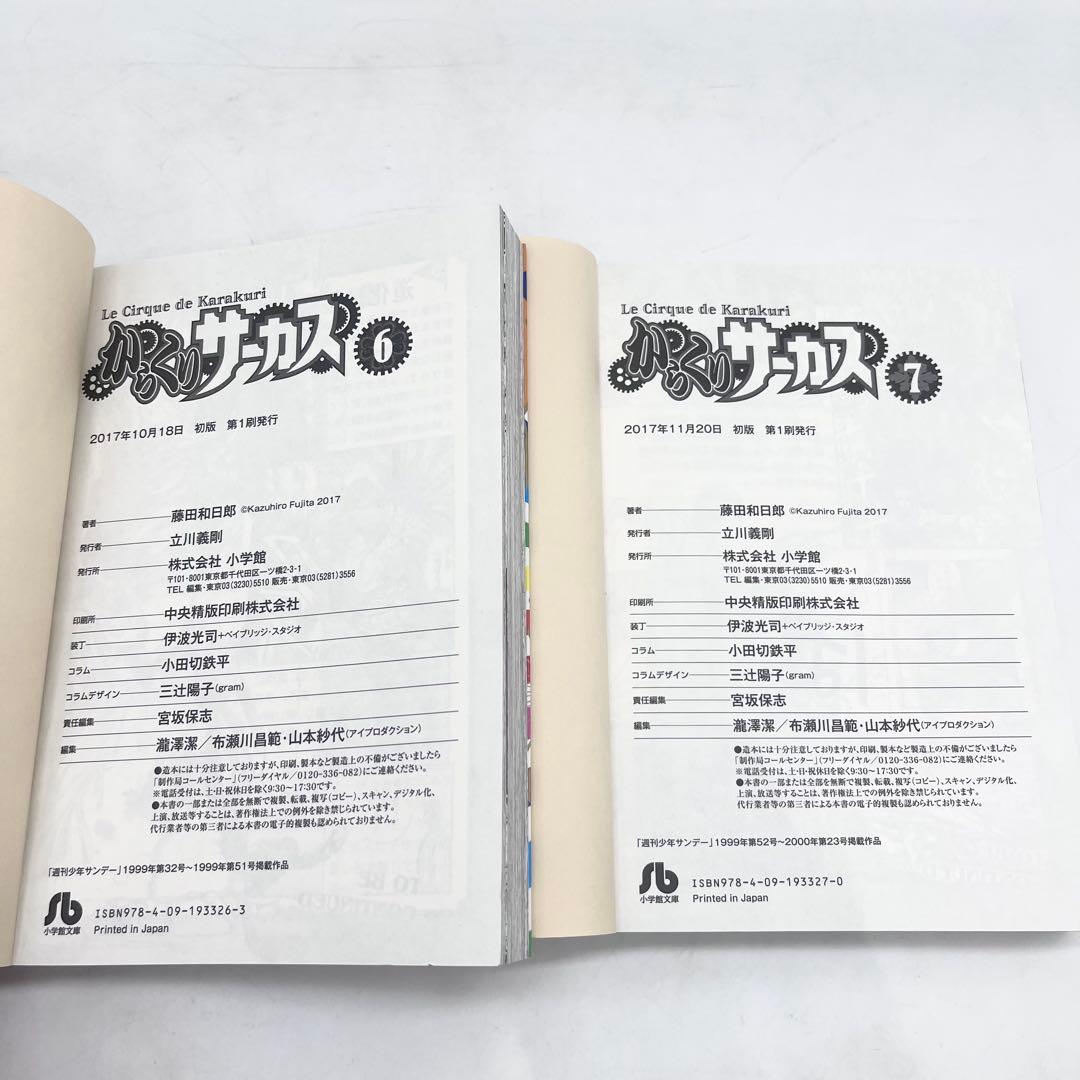 Le Cirque de Karakuri
からくりサーカス 6
2017年10月18日 初版 第1刷発行
著者 藤田和日郎 ©Kazuhiro Fujita 2017
発行者 立川義剛
発行所 株式会社 小学館
〒101-8001東京都千代田区一ツ橋2-3-1
TEL 編集・東京03(3230)5510 販売・東京03(5281)3556
印刷所 中央精版印刷株式会社
装丁 伊波光司+ベイブリッジ・スタジオ
コラム 小田切鉄平
コラムデザイン 三辻陽子(gram)
責任編集 宮坂保志
編集 瀧澤潔／布瀬川昌範・山本紗代(アイプロダクション)
●造本には十分注意しておりますが、印刷、製本など製造上の不備がございましたら
「制作局コールセンター」(フリーダイヤル／0120-336-082)にご連絡ください。
※電話受付は、土・日・祝休日を除く9:30〜17:30です。
●本書の一部または全部を無断で複製、転載、複写(コピー)、スキャン、デジタル化、
上演、放送等することは、著作権法上での例外を除き禁じられています。
代行業者等の第三者による本書の電子的複製も認められておりません。
「週刊少年サンデー」1999年第32号〜1999年第51号掲載作品
小学館文庫
ISBN978-4-09-193326-3
Printed in Japan
Le Cirque de Karakuri
からくりサーカス 7
2017年11月20日 初版 第1刷発行
著者 藤田和日郎 ©Kazuhiro Fujita 2017
発行者 立川義剛
発行所 株式会社 小学館
〒101-8001東京都千代田区一ツ橋2-3-1
TEL 編集・東京03(3230)5510 販売・東京03(5281)3556
印刷所 中央精版印刷株式会社
装丁 伊波光司+ベイブリッジ・スタジオ
コラム 小田切鉄平
コラムデザイン 三辻陽子(gram)
責任編集 宮坂保志
編集 瀧澤潔／布瀬川昌範・山本紗代(アイプロダクション)
●造本には十分注意しておりますが、印刷、製本など製造上の不備がございましたら
「制作局コールセンター」(フリーダイヤル／0120-336-082)にご連絡ください。
※電話受付は、土・日・祝休日を除く9:30〜17:30です。
●本書の一部または全部を無断で複製、転載、複写(コピー)、スキャン、デジタル化、
上演、放送等することは、著作権法上での例外を除き禁じられています。
代行業者等の第三者による本書の電子的複製も認められておりません。
「週刊少年サンデー」1999年第52号〜2000年第23号掲載作品
小学館文庫
ISBN978-4-09-193327-0
Printed in Japan